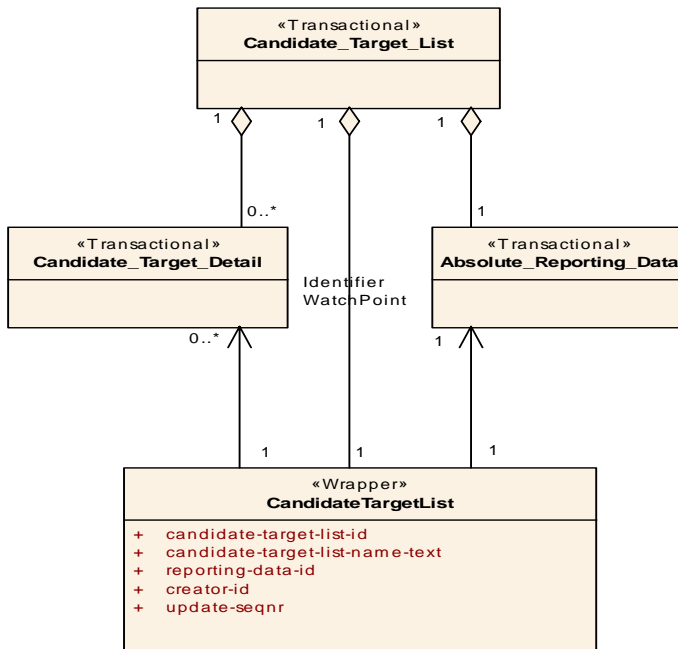 «Transactional»
Candidate_Target_List
1
1
1
0..*
1
«Transactional»
Candidate_Target_Detail
«Transactional»
Absolute_Reporting_Data
Identifier
WatchPoint
0..*
1
1
1
1
«Wrapper»
CandidateTargetList
+ candidate-target-list-id
+ candidate-target-list-name-text
+ reporting-data-id
+ creator-id
+ update-seqnr